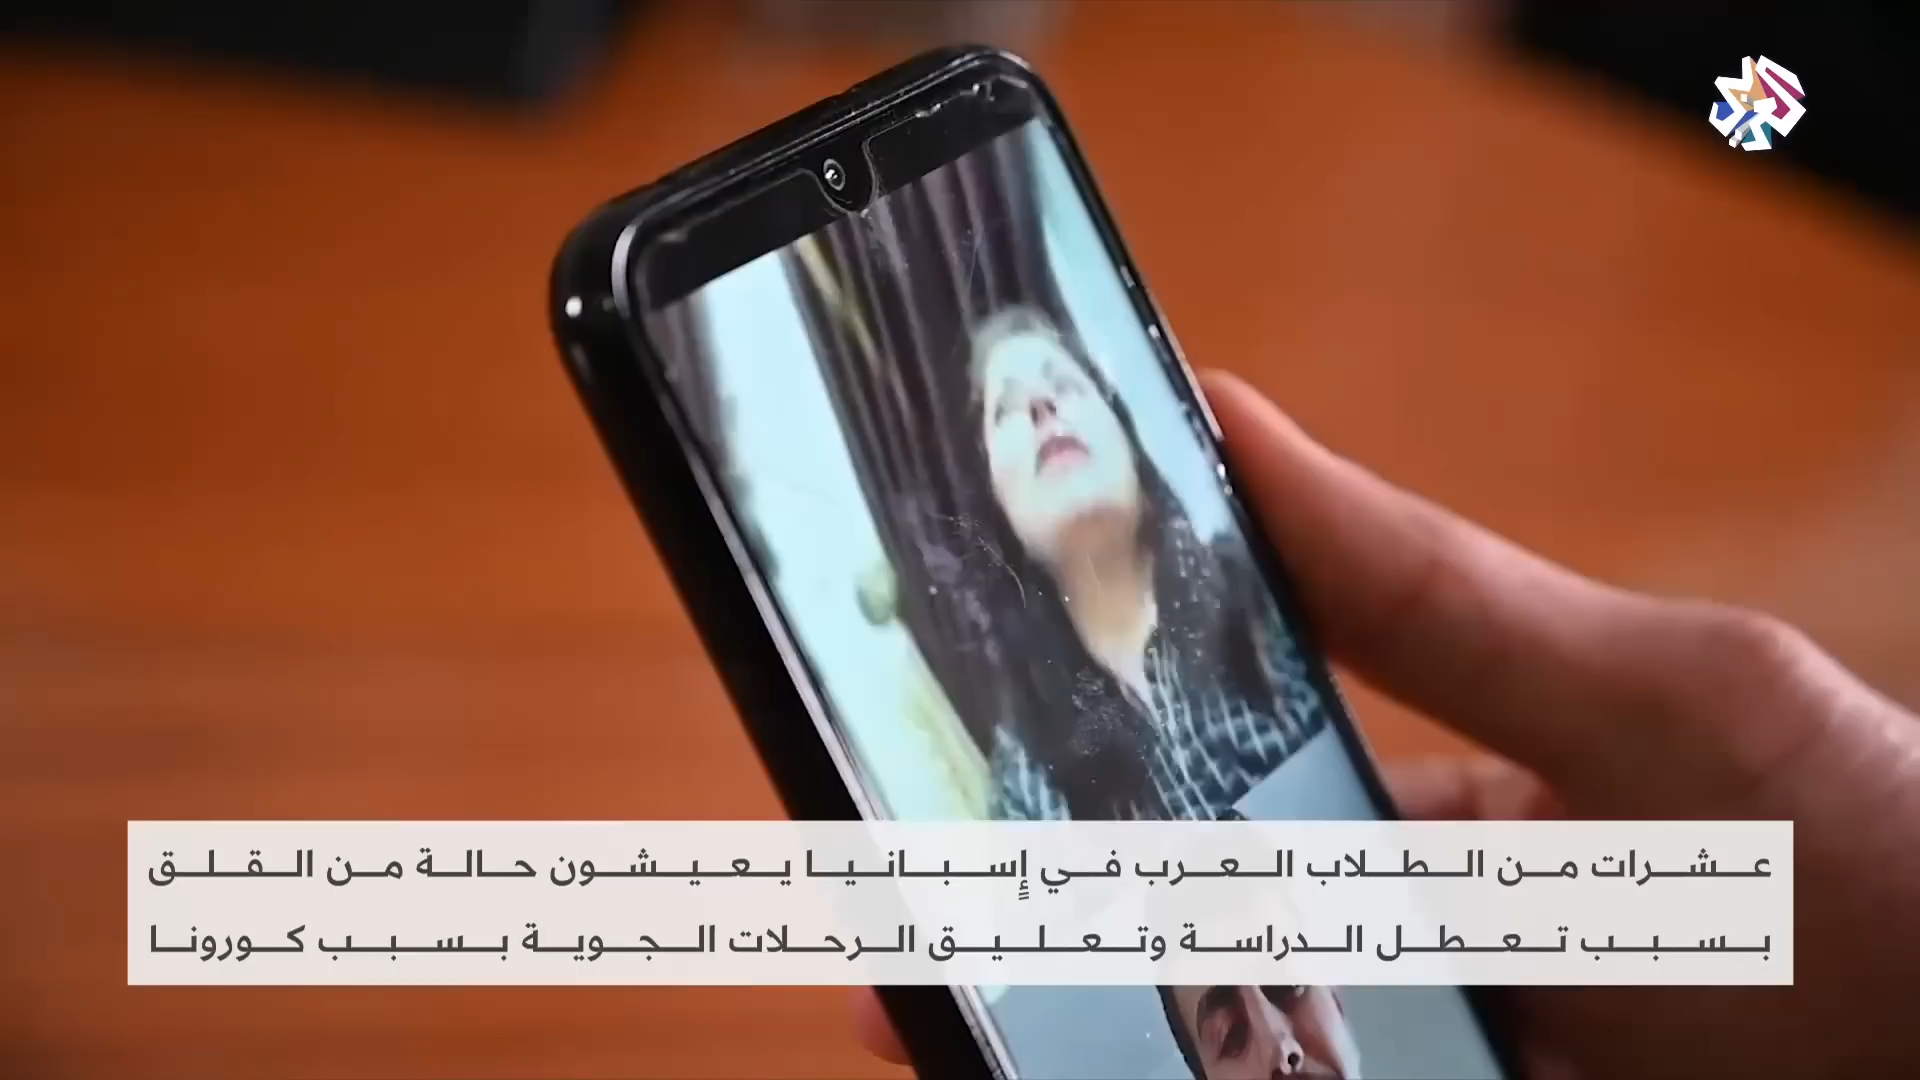 عشرات من الطلاب العرب في إسبانيا يعيشون حالة من القلق
بسبب تعطل الدراسة وتعليق الرحلات الجوية بسبب كورونا